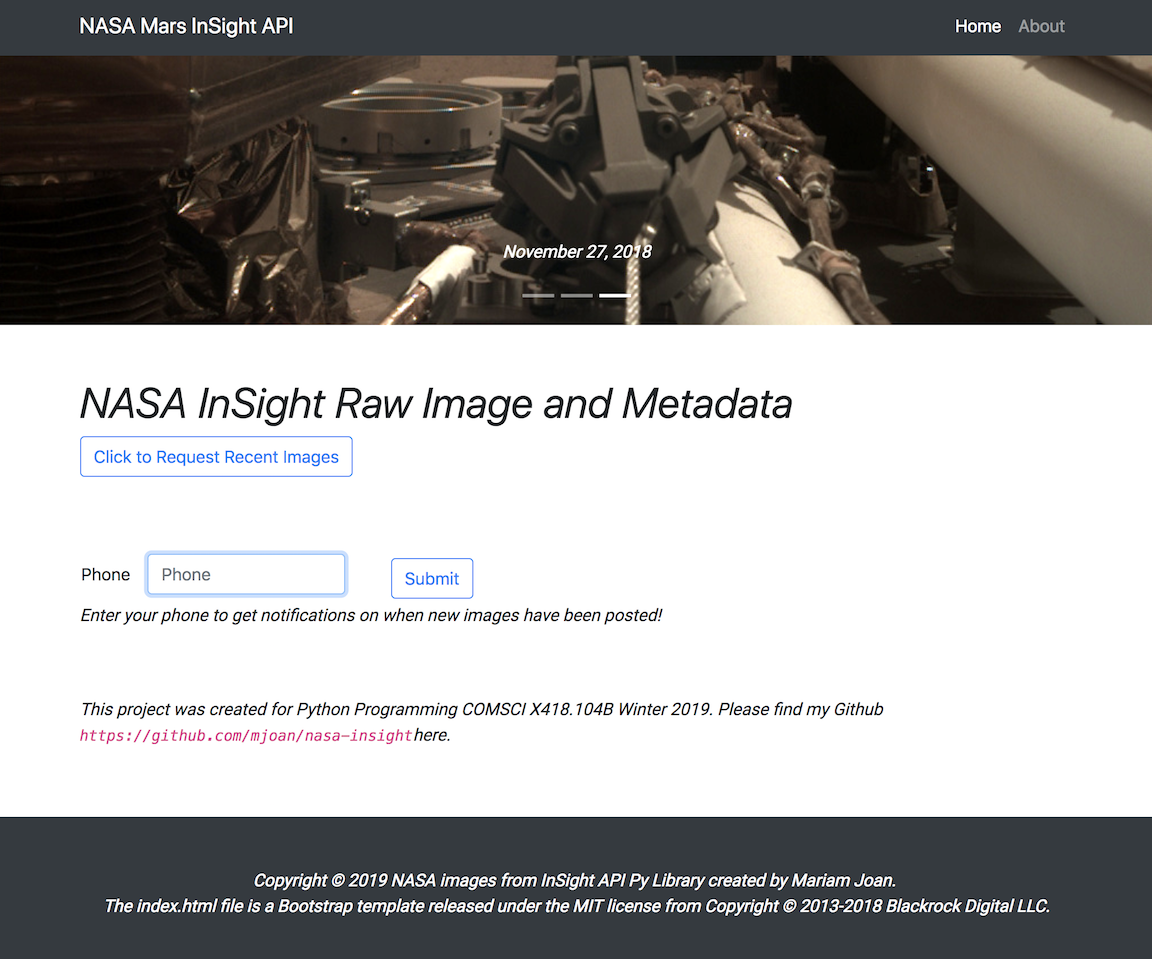 NASA Mars InSight API
Home About
November 27, 2018
NASA InSight Raw Image and Metadata
Click to Request Recent Images
Phone Phone Submit
Enter your phone to get notifications on when new images have been posted!
This project was created for Python Programming COMSCI X418.104B Winter 2019. Please find my Github
https://github.com/mjoan/nasa-insight here.
Copyright © 2019 NASA images from InSight API Py Library created by Mariam Joan.
The index.html file is a Bootstrap template released under the MIT license from Copyright © 2013-2018 Blackrock Digital LLC.